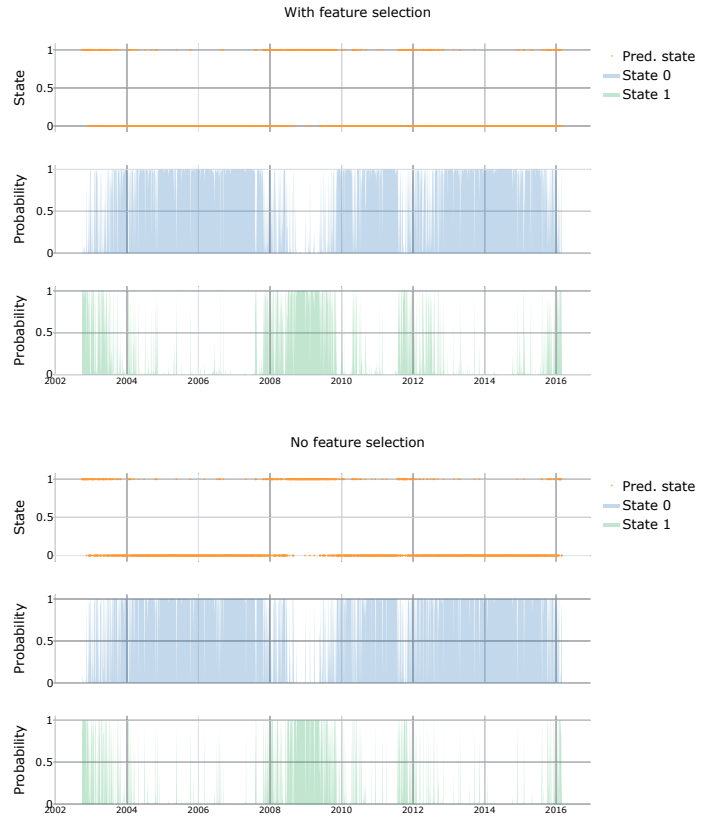 With feature selection
State
1
0.5
0
Pred. state
State 0
State 1
Probability
1
0.5
0
Probability
1
0.5
0
2002 2004 2006 2008 2010 2012 2014 2016
No feature selection
State
1
0.5
0
Pred. state
State 0
State 1
Probability
1
0.5
0
Probability
1
0.5
0
2002 2004 2006 2008 2010 2012 2014 2016